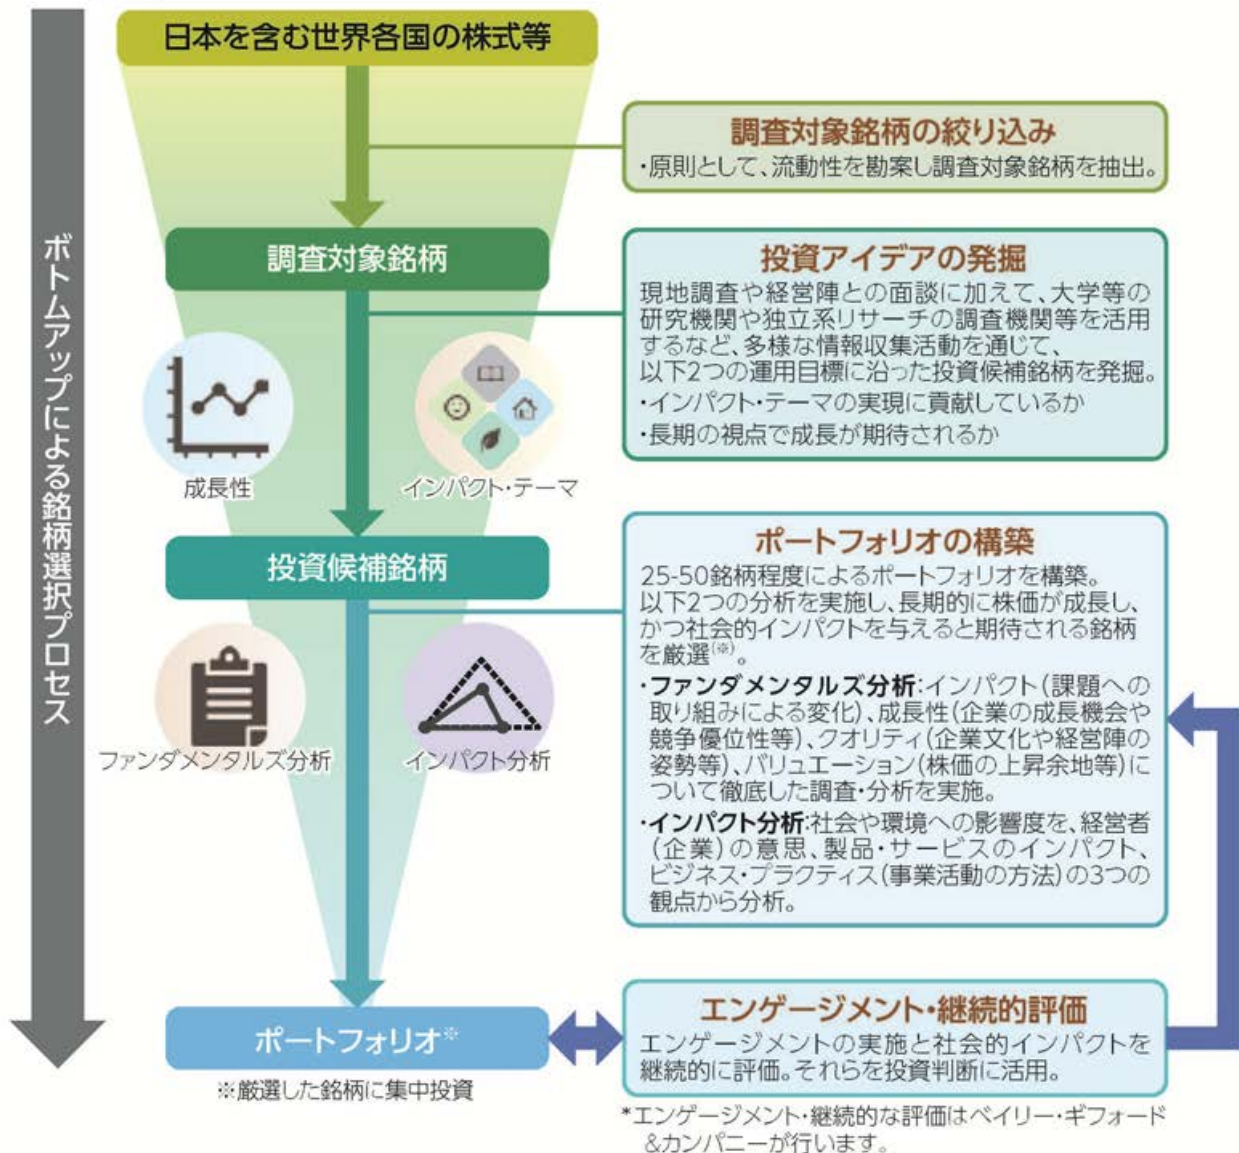 日本を含む世界各国の株式等
調査対象銘柄の絞り込み
・原則として、流動性を勘案し調査対象銘柄を抽出。
ボトムアップによる銘柄選択プロセス
調査対象銘柄
投資アイデアの発掘
現地調査や経営陣との面談に加えて、大学等の
研究機関や独立系リサーチの調査機関等を活用
するなど、多様な情報収集活動を通じて、
以下2つの運用目標に沿った投資候補銘柄を発掘。
・インパクト・テーマの実現に貢献しているか
・長期の視点で成長が期待されるか
成長性
インパクト・テーマ
投資候補銘柄
ポートフォリオの構築
25-50銘柄程度によるポートフォリオを構築。
以下2つの分析を実施し、長期的に株価が成長し、
かつ社会的インパクトを与えると期待される銘柄
を厳選(※)。
・ファンダメンタルズ分析:インパクト(課題への
取り組みによる変化)、成長性(企業の成長機会や
競争優位性等)、クオリティ(企業文化や経営陣の
姿勢等)、バリュエーション(株価の上昇余地等)に
ついて徹底した調査・分析を実施。
・インパクト分析:社会や環境への影響度を、経営者
(企業)の意思、製品・サービスのインパクト、
ビジネス・プラクティス(事業活動の方法)の3つの
観点から分析。
ファンダメンタルズ分析
インパクト分析
ポートフォリオ※
※厳選した銘柄に集中投資
エンゲージメント・継続的評価
エンゲージメントの実施と社会的インパクトを
継続的に評価。それらを投資判断に活用。
*エンゲージメント・継続的な評価はベイリー・ギフォード
&カンパニーが行います。